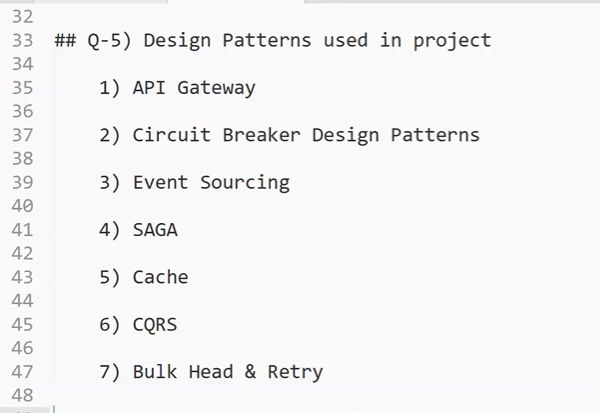 32
33 ## Q-5) Design Patterns used in project
34
35 1) API Gateway
36
37 2) Circuit Breaker Design Patterns
38
39 3) Event Sourcing
40
41 4) SAGA
42
43 5) Cache
44
45 6) CQRS
46
47 7) Bulk Head & Retry
48